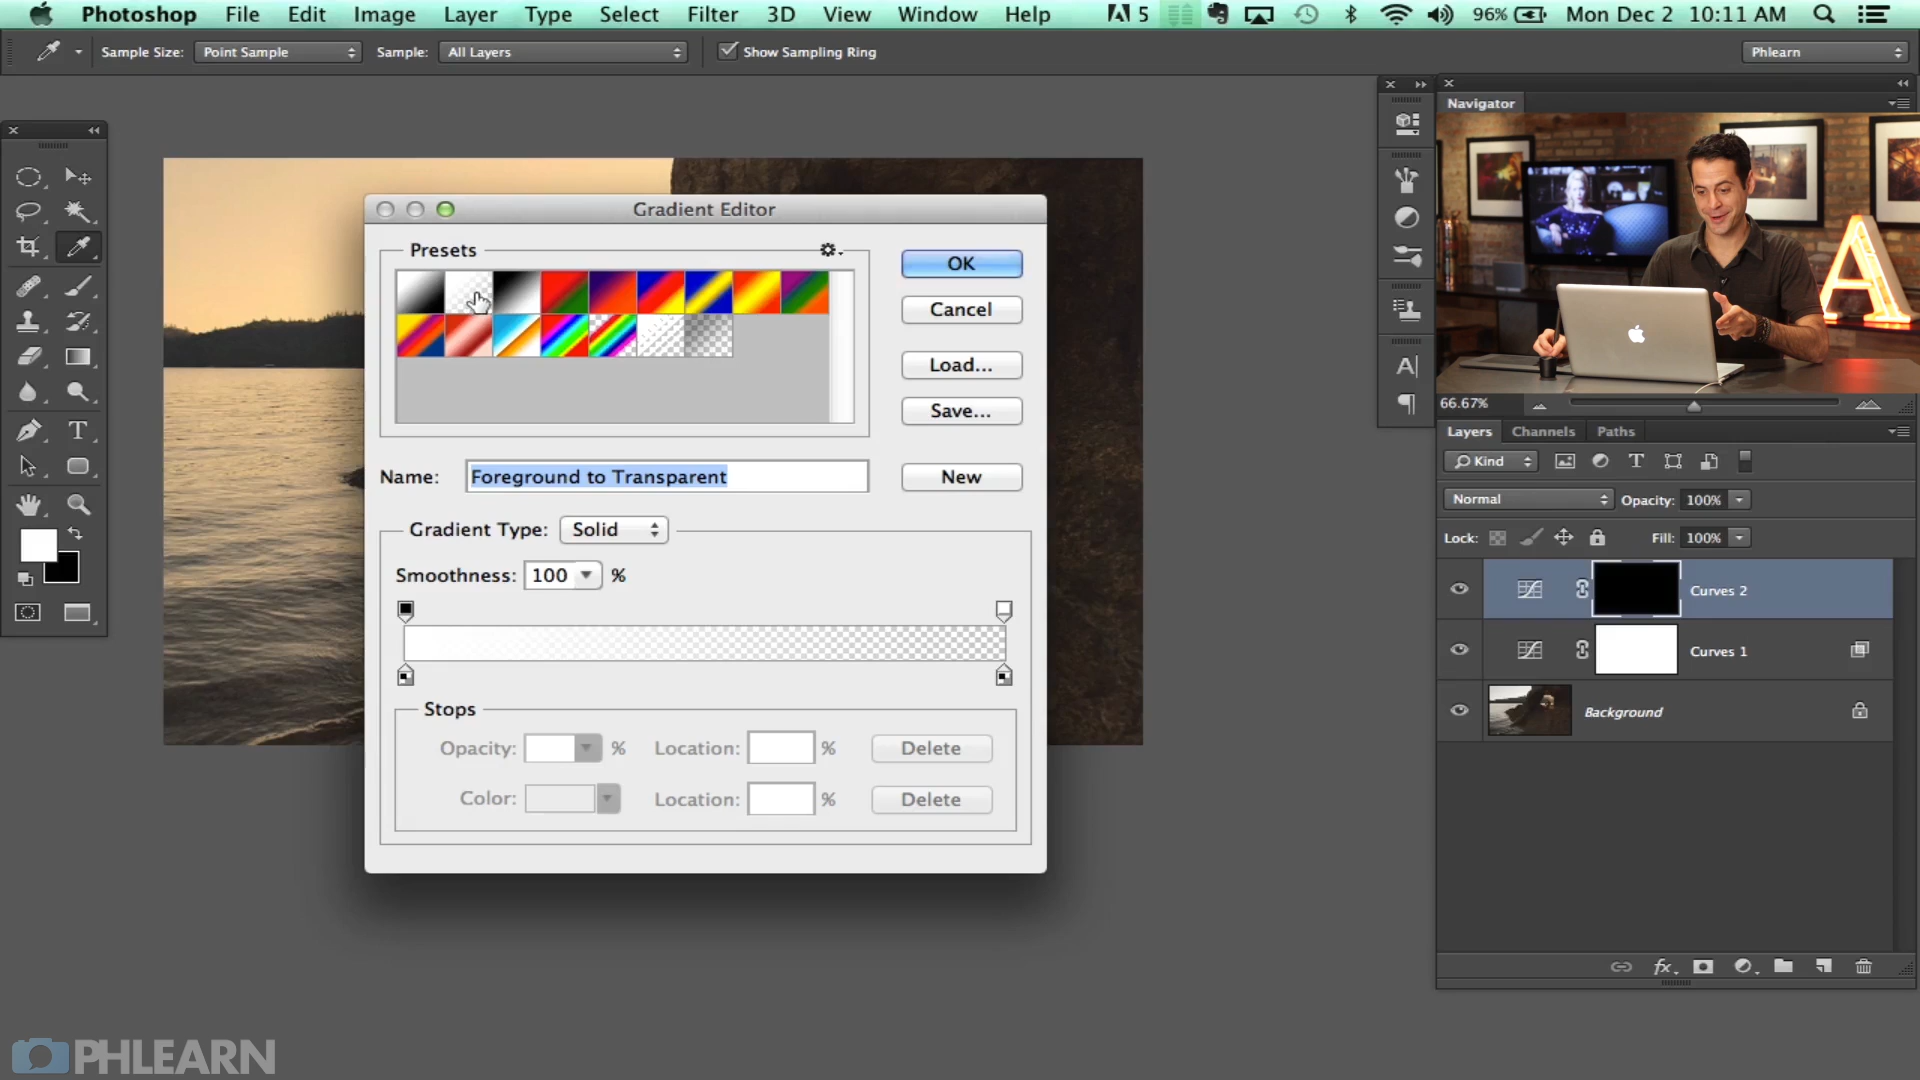 Photoshop File Edit Image Layer Type Select Filter 3D View Window Help 5 96% Mon Dec 2 10:11 AM
Sample Size: Point Sample Sample: All Layers Show Sampling Ring Phlearn
Navigator
Gradient Editor
Presets
OK
Cancel
Load...
Save...
Name: Foreground to Transparent New
Gradient Type: Solid
Smoothness: 100 %
Stops
Opacity: % Location: % Delete
Color: % Location: % Delete
A
66.67%
Layers Channels Paths
Kind
Normal Opacity: 100%
Lock: Fill: 100%
Curves 2
Curves 1
Background
fx
PHLEARN